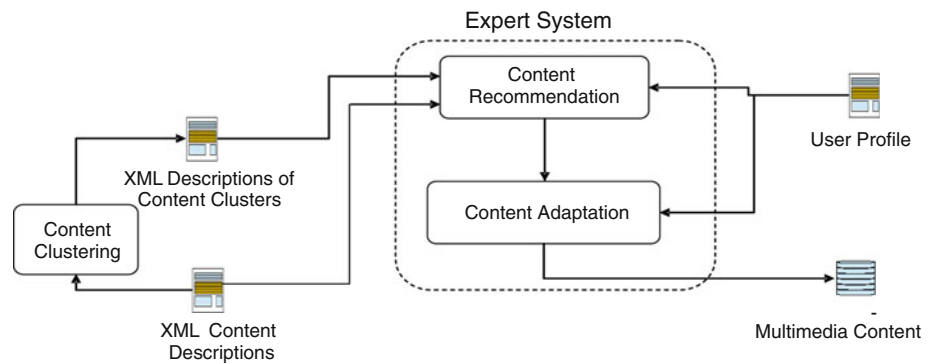 Expert System
Content
Recommendation
User Profile
XML Descriptions of
Content Clusters
Content Adaptation
Content
Clustering
XML Content
Descriptions
-
Multimedia Content